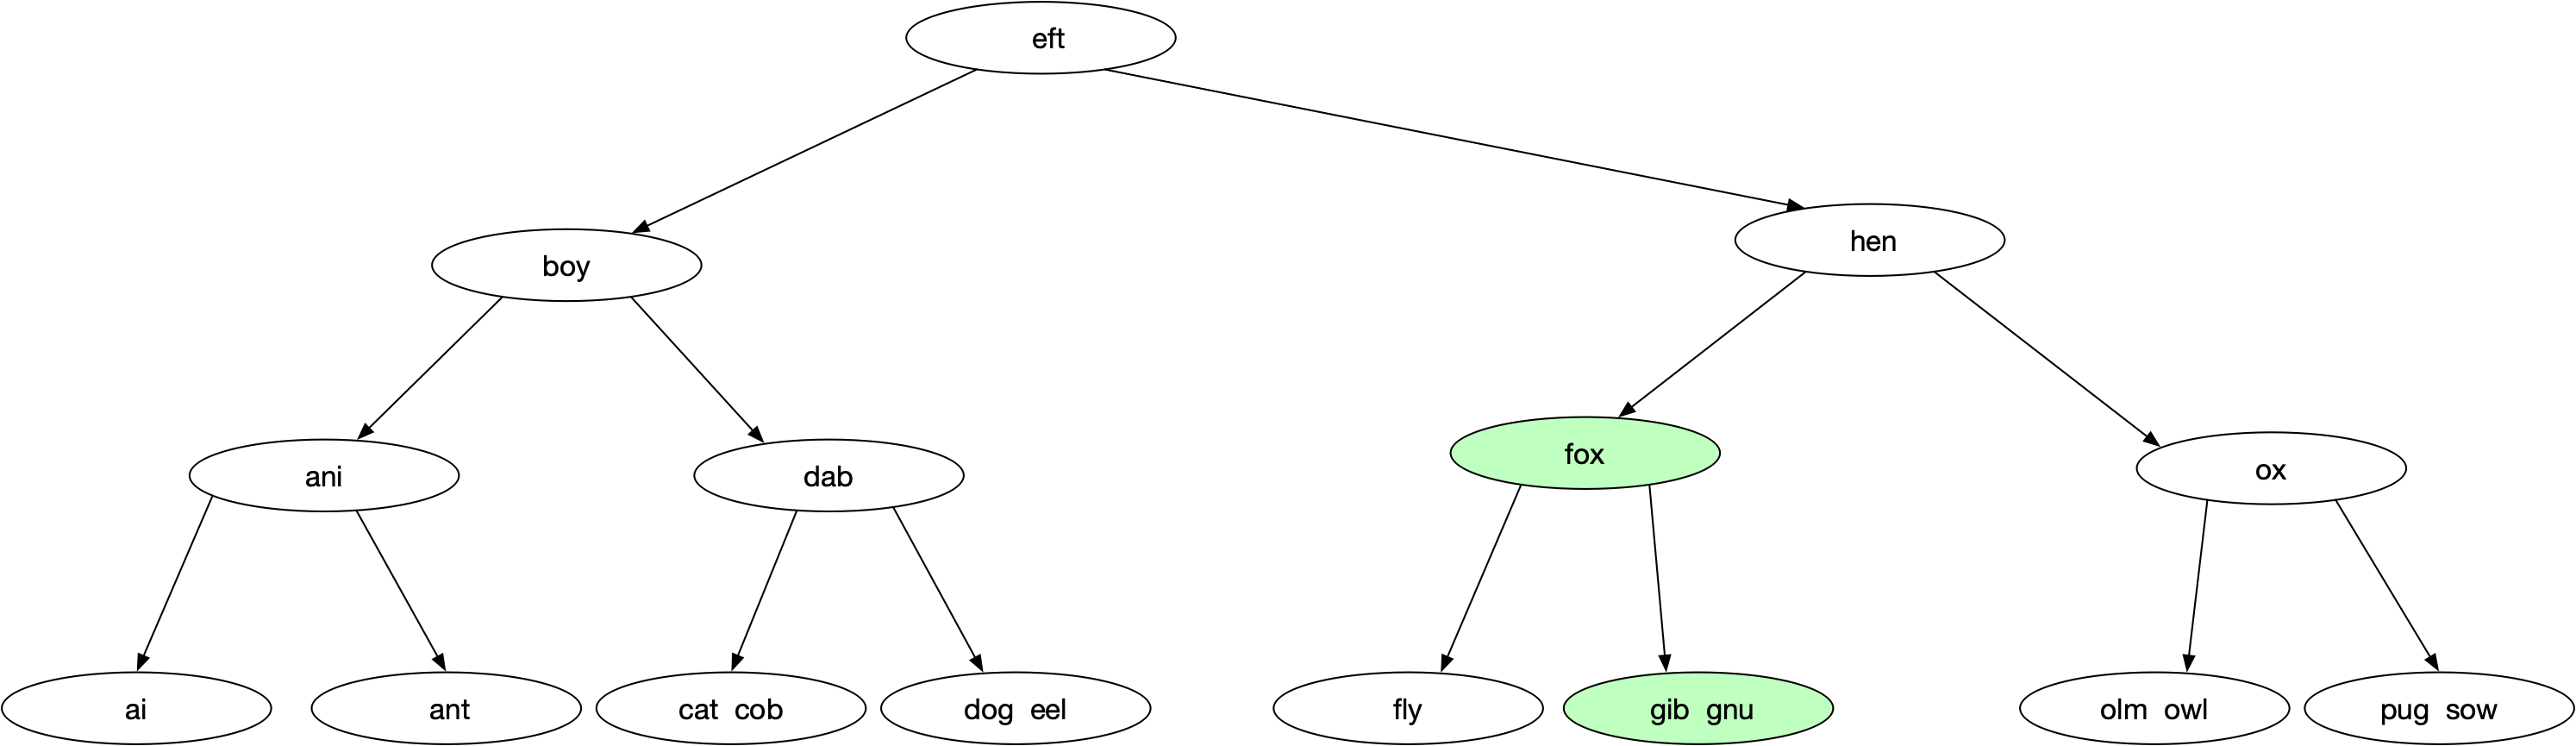 eft
boy
hen
ani
dab
fox
ox
ai
ant
cat cob
dog eel
fly
gib gnu
olm owl
pug sow